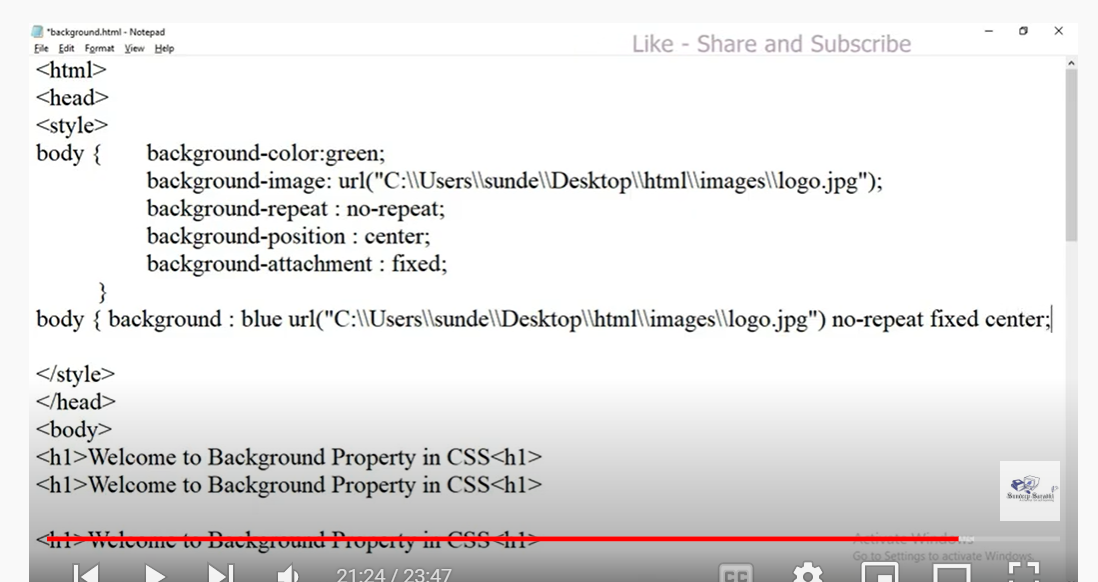 *background.html - Notepad
File Edit Format View Help
Like - Share and Subscribe
<html>
<head>
<style>
body { background-color:green;
background-image: url("C:\\Users\\sunde\\Desktop\\html\\images\\logo.jpg");
background-repeat : no-repeat;
background-position : center;
background-attachment : fixed;
}
body { background : blue url("C:\\Users\\sunde\\Desktop\\html\\images\\logo.jpg") no-repeat fixed center;
</style>
</head>
<body>
<h1>Welcome to Background Property in CSS<h1>
<h1>Welcome to Background Property in CSS<h1>
Sundeep Sarathi
<h1>Welcome to Background Property in CSS<h1>
Activate Windows
Go to Settings to activate Windows.
21:24 / 23:47
CC